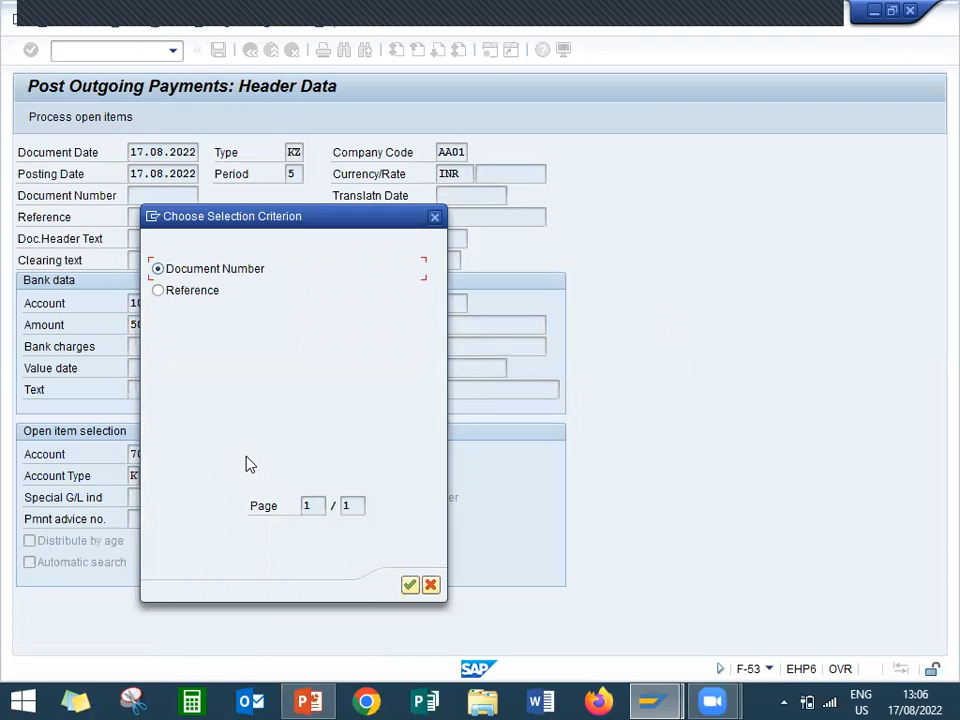 Post Outgoing Payments: Header Data
Process open items
Document Date 17.08.2022 Type KZ Company Code AA01
Posting Date 17.08.2022 Period 5 Currency/Rate INR
Document Number Translatn Date
Reference
Choose Selection Criterion
Doc.Header Text
Clearing text
Document Number
Bank data
Reference
Account
Amount
Bank charges
Value date
Text
Open item selection
Account
Account Type K
Special G/L ind
Page 1 / 1
Pmnt advice no.
Distribute by age
Automatic search
SAP
F-53 EHP6 OVR
ENG 13:06
US 17/08/2022